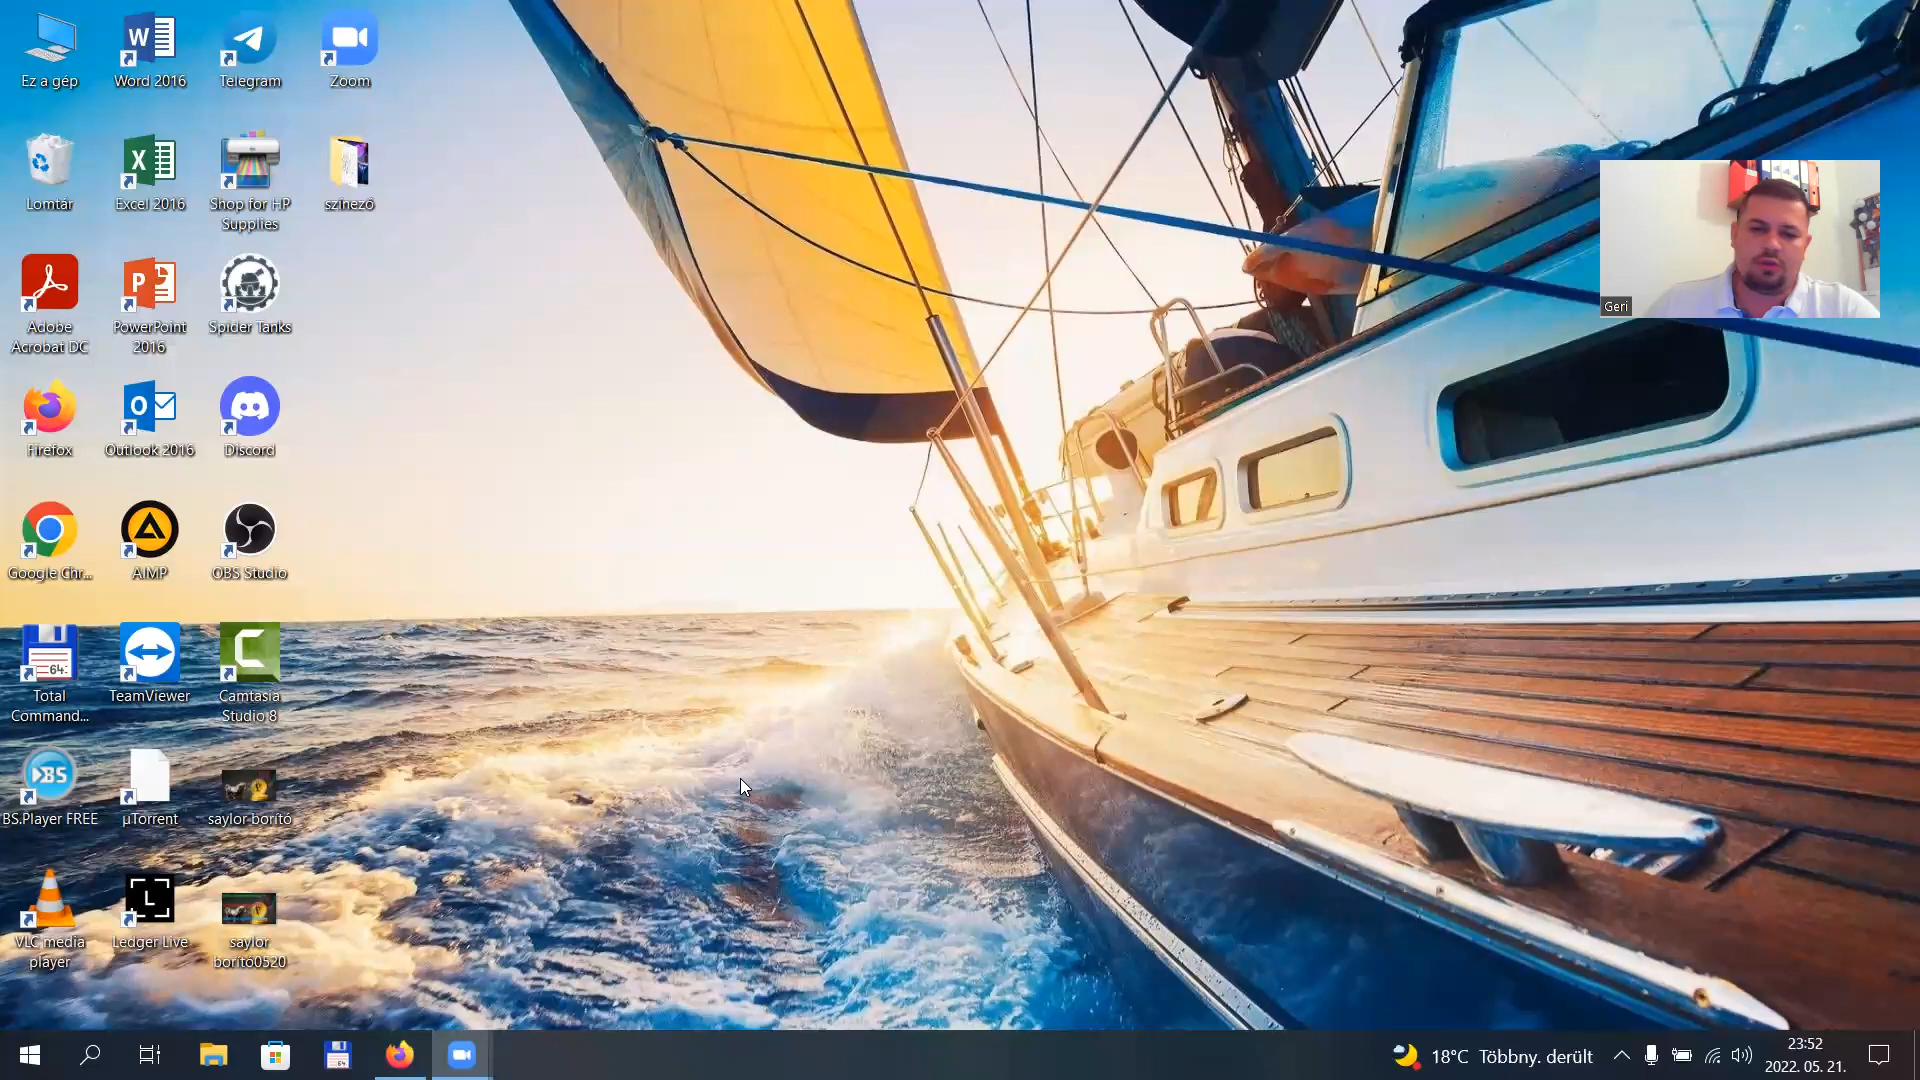 Ez a gép
Word 2016
Telegram
Zoom
Lomtár
Excel 2016
Shop for HP
Supplies
színező
Adobe
Acrobat DC
PowerPoint
2016
Spider Tanks
Firefox
Outlook 2016
Discord
Google Chr...
AIMP
OBS Studio
64
Total
Command...
TeamViewer
Camtasia
Studio 8
BS.Player FREE
µTorrent
saylor borító
VLC media
player
Ledger Live
saylor
borító0520
Geri
18°C Többny. derült
23:52
2022. 05. 21.